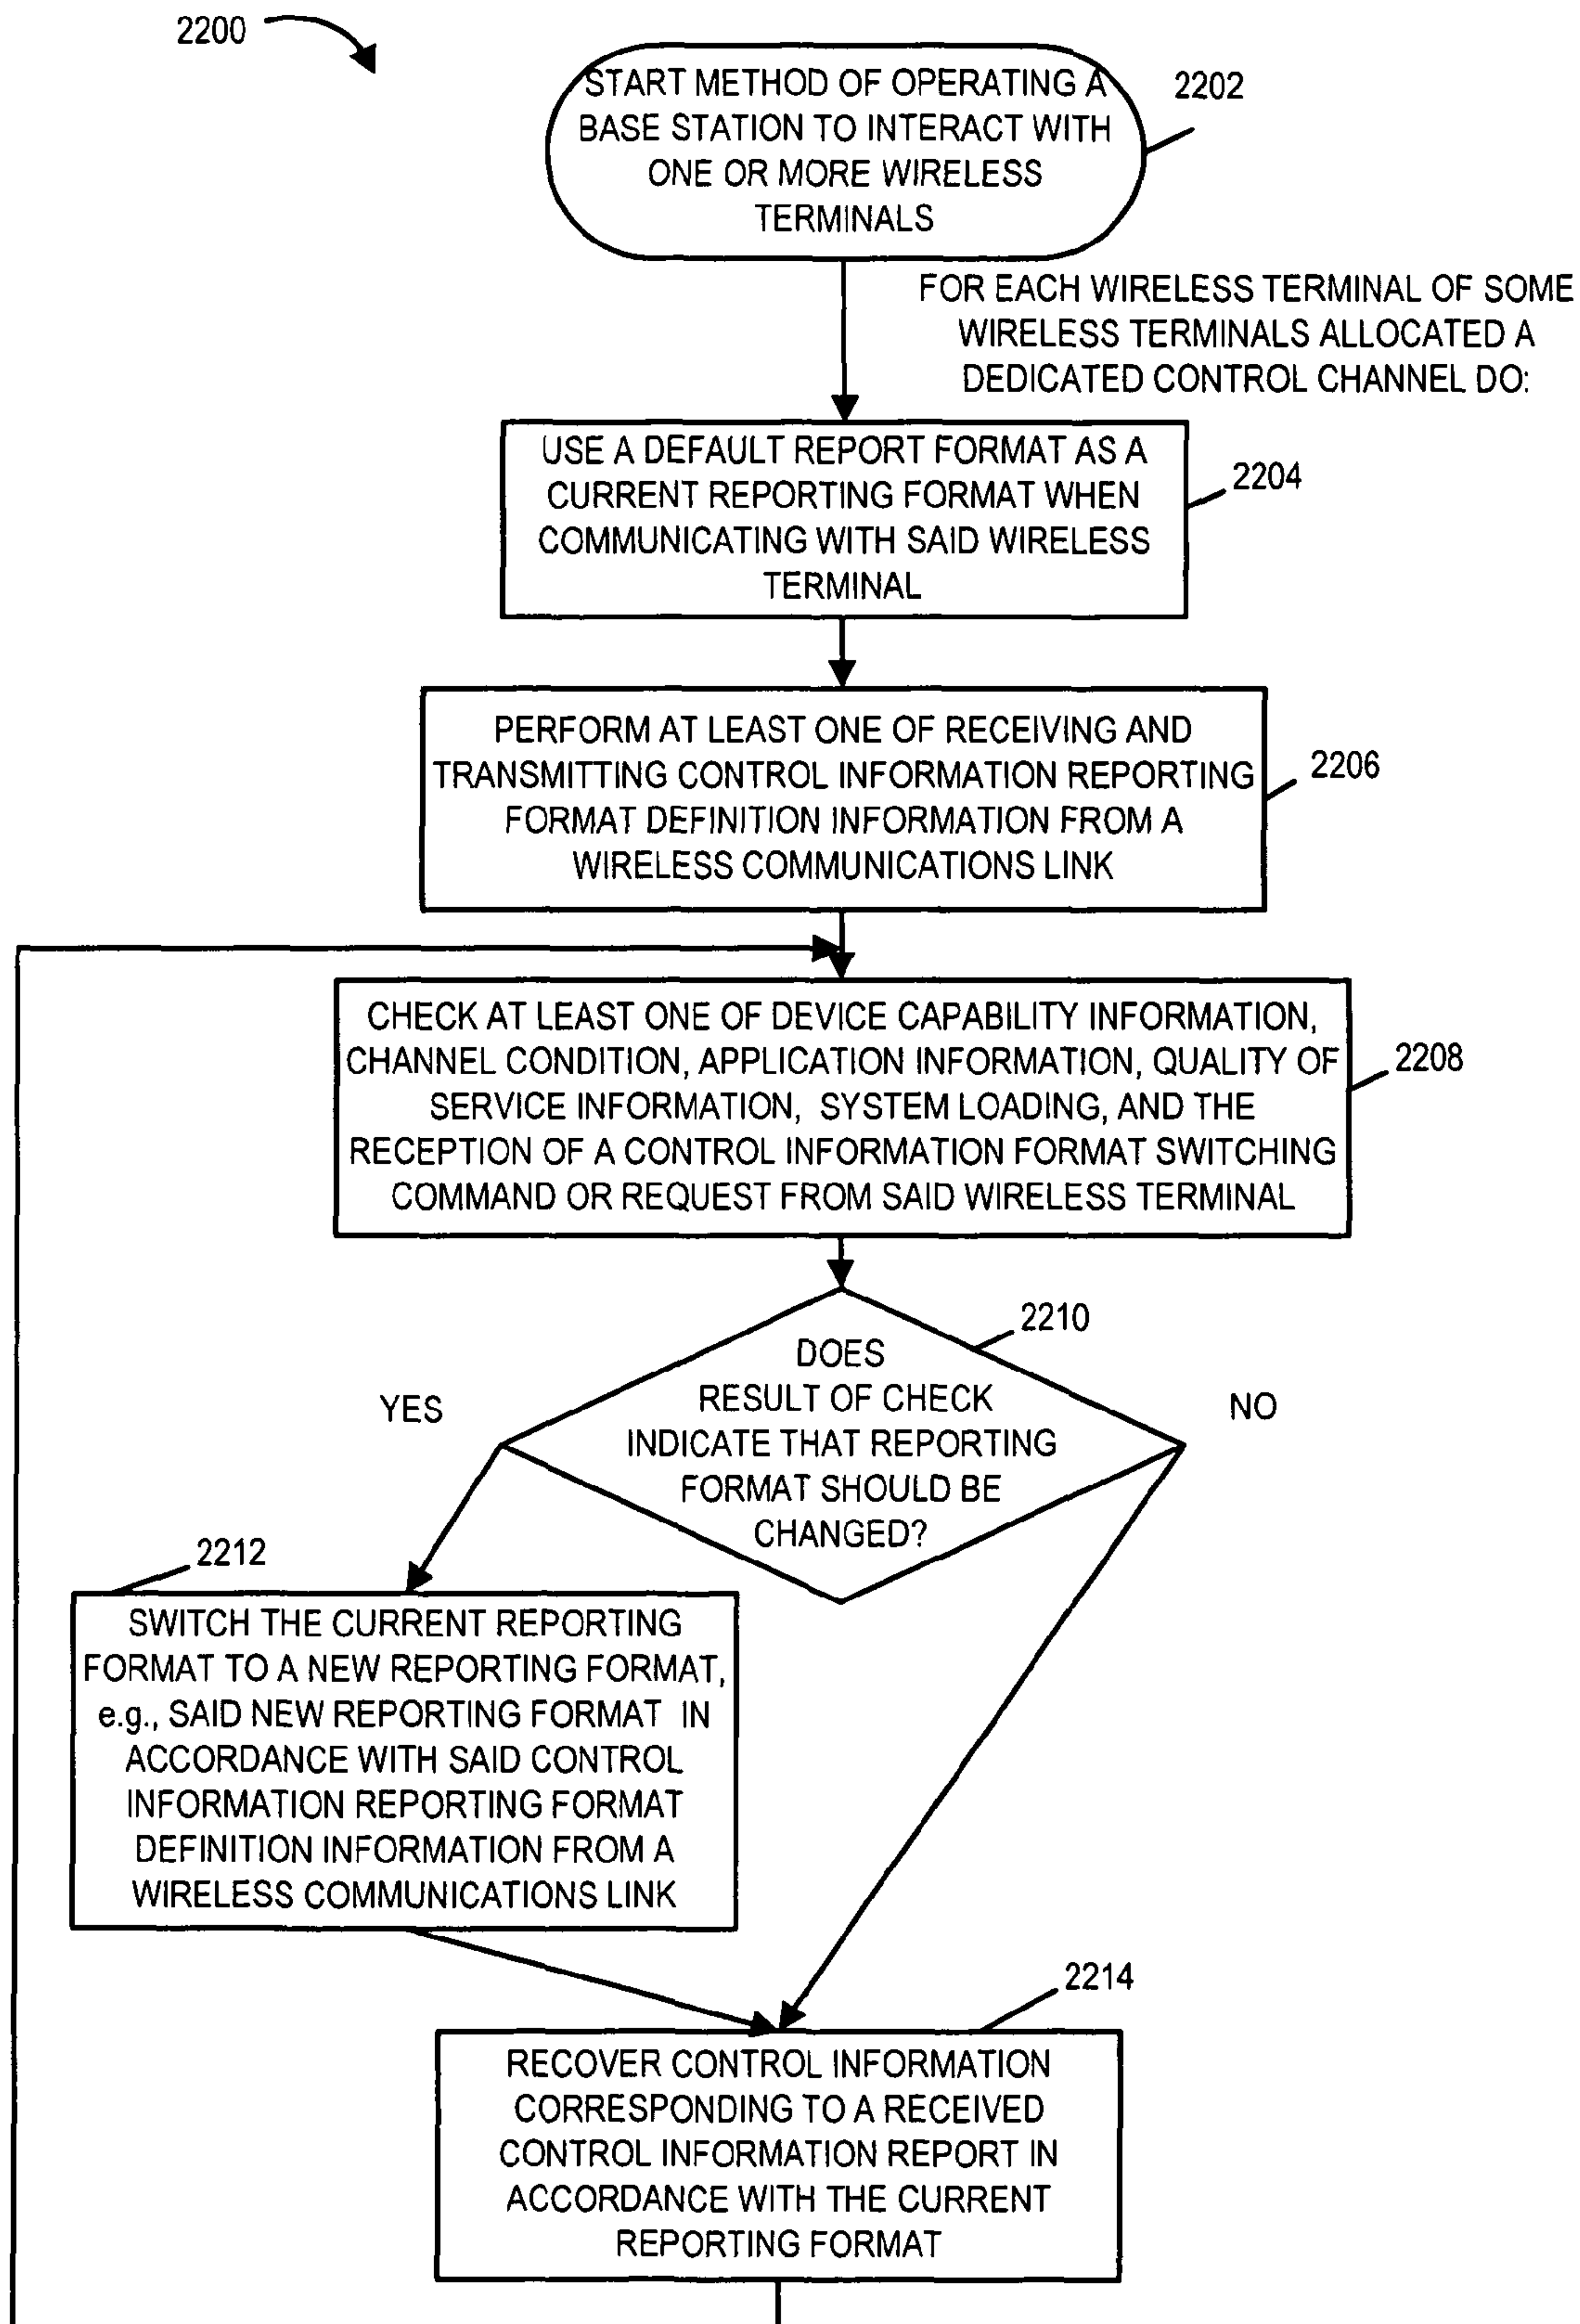 2200
START METHOD OF OPERATING A
BASE STATION TO INTERACT WITH
ONE OR MORE WIRELESS
TERMINALS
2202
FOR EACH WIRELESS TERMINAL OF SOME
WIRELESS TERMINALS ALLOCATED A
DEDICATED CONTROL CHANNEL DO:
USE A DEFAULT REPORT FORMAT AS A
CURRENT REPORTING FORMAT WHEN
COMMUNICATING WITH SAID WIRELESS
TERMINAL
2204
PERFORM AT LEAST ONE OF RECEIVING AND
TRANSMITTING CONTROL INFORMATION REPORTING
FORMAT DEFINITION INFORMATION FROM A
WIRELESS COMMUNICATIONS LINK
2206
CHECK AT LEAST ONE OF DEVICE CAPABILITY INFORMATION,
CHANNEL CONDITION, APPLICATION INFORMATION, QUALITY OF
SERVICE INFORMATION, SYSTEM LOADING, AND THE
RECEPTION OF A CONTROL INFORMATION FORMAT SWITCHING
COMMAND OR REQUEST FROM SAID WIRELESS TERMINAL
2208
2210
DOES
RESULT OF CHECK
INDICATE THAT REPORTING
FORMAT SHOULD BE
CHANGED?
YES
NO
2212
SWITCH THE CURRENT REPORTING
FORMAT TO A NEW REPORTING FORMAT,
e.g., SAID NEW REPORTING FORMAT IN
ACCORDANCE WITH SAID CONTROL
INFORMATION REPORTING FORMAT
DEFINITION INFORMATION FROM A
WIRELESS COMMUNICATIONS LINK
2214
RECOVER CONTROL INFORMATION
CORRESPONDING TO A RECEIVED
CONTROL INFORMATION REPORT IN
ACCORDANCE WITH THE CURRENT
REPORTING FORMAT